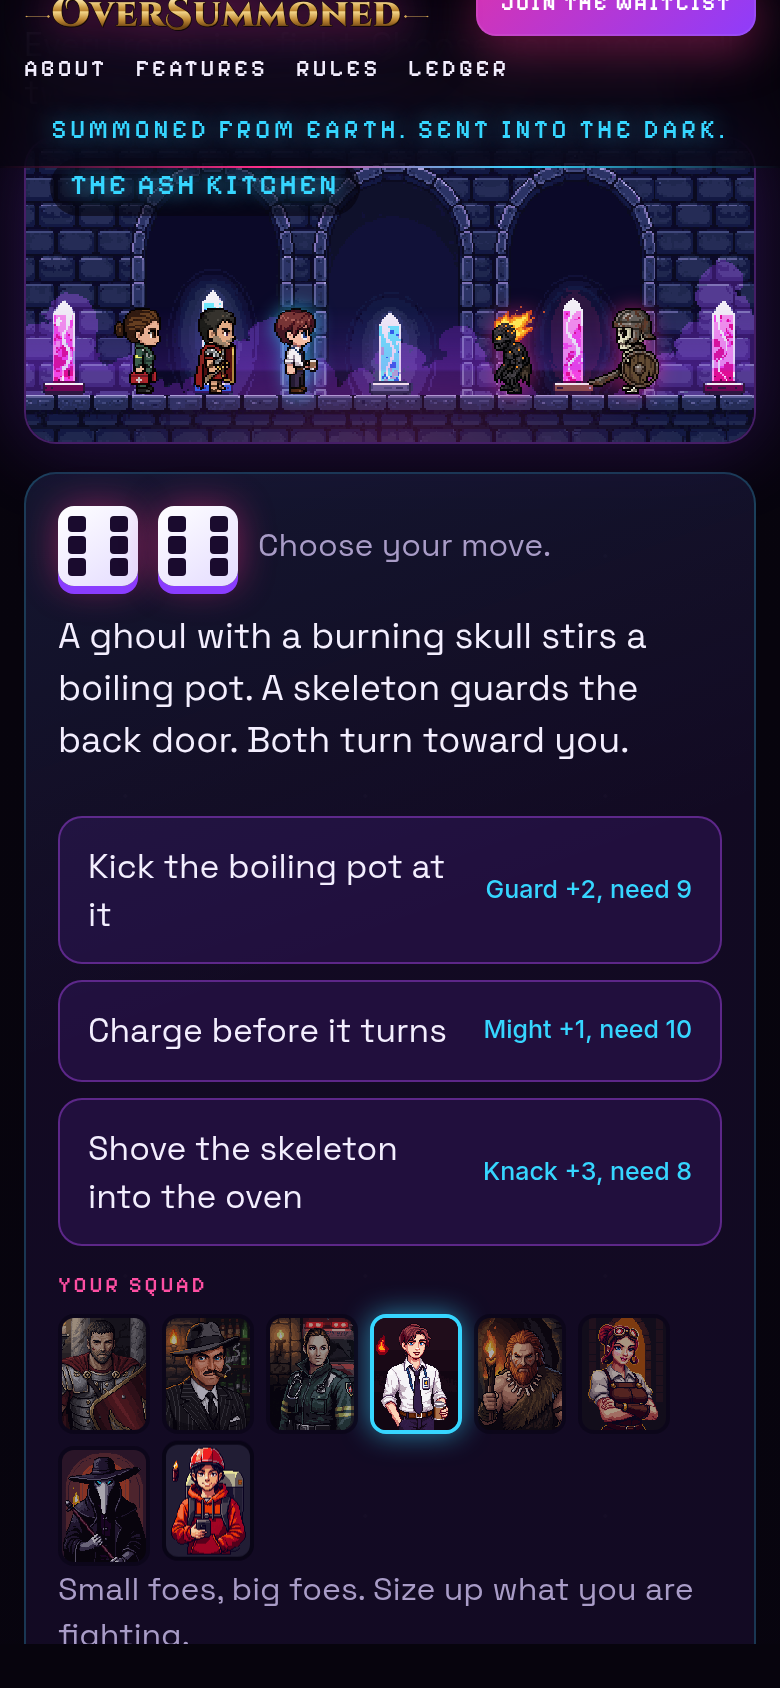 OVERSUMMONED
JOIN THE WAITLIST
ABOUT FEATURES RULES LEDGER
SUMMONED FROM EARTH. SENT INTO THE DARK.
THE ASH KITCHEN
Choose your move.
A ghoul with a burning skull stirs a
boiling pot. A skeleton guards the
back door. Both turn toward you.
Kick the boiling pot at
it
Guard +2, need 9
Charge before it turns
Might +1, need 10
Shove the skeleton
into the oven
Knack +3, need 8
YOUR SQUAD
Small foes, big foes. Size up what you are
fighting.